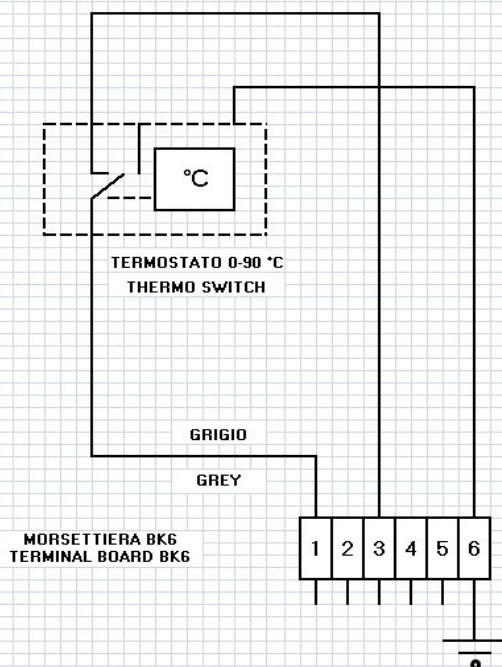 °C
TERMOSTATO 0-90 °C
THERMO SWITCH
GRIGIO
GREY
MORSETTIERA BK6
TERMINAL BOARD BK6
1 2 3 4 5 6